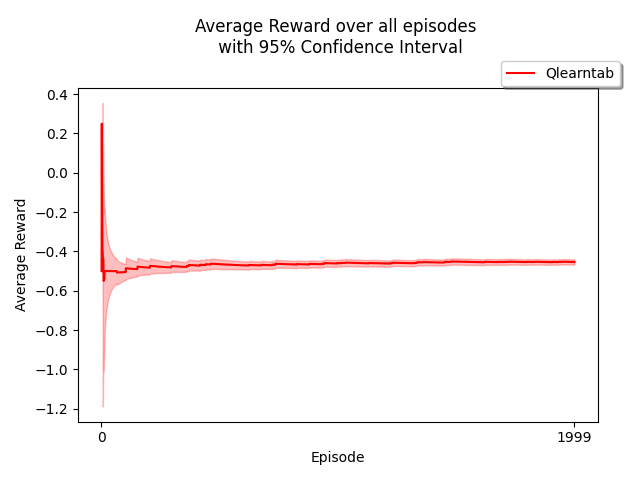 Average Reward over all episodes
with 95% Confidence Interval
Qlearntab
0.4
0.2
0.0
−0.2
−0.4
−0.6
−0.8
−1.0
−1.2
Average Reward
0
1999
Episode